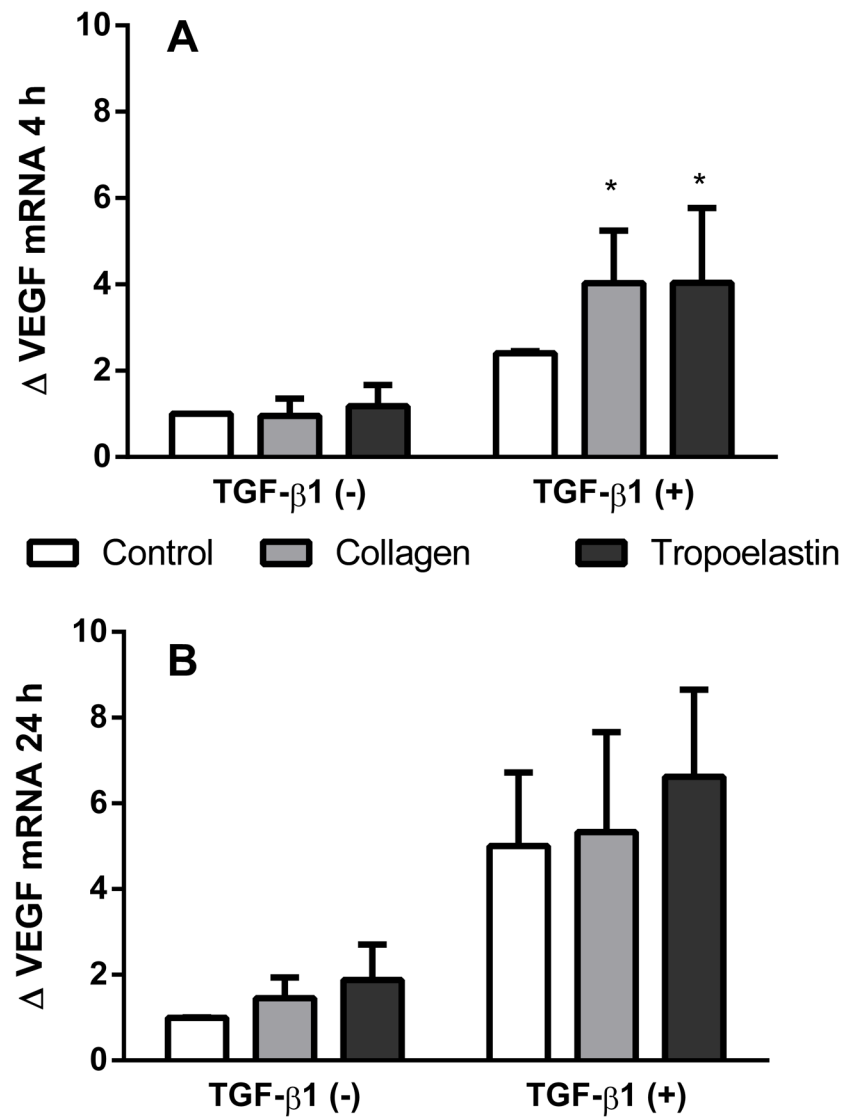 A
Δ VEGF mRNA 4 h
10
8
6
4
2
0
* *
TGF-β1 (-) TGF-β1 (+)
Control Collagen Tropoelastin
B
Δ VEGF mRNA 24 h
10
8
6
4
2
0
TGF-β1 (-) TGF-β1 (+)